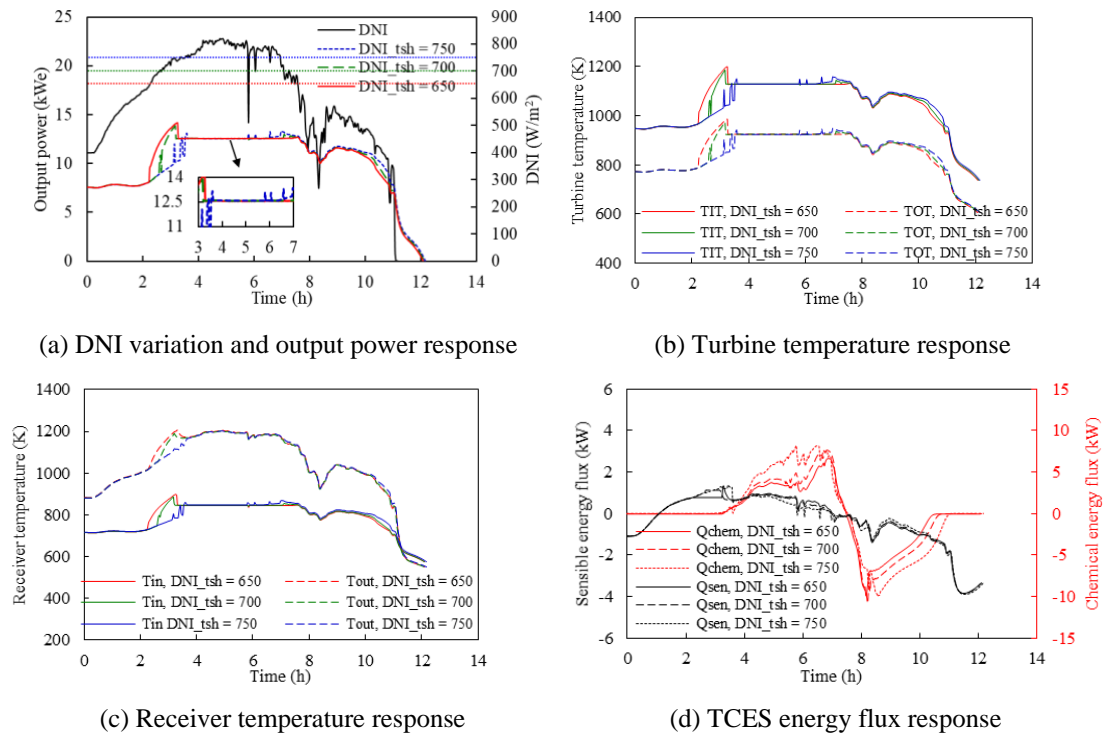 25
20
15
10
5
0
Output power (kWe)
DNI
DNI_tsh = 750
DNI_tsh = 700
DNI_tsh = 650
14
12.5
11
3 4 5 6 7
900
800
700
600
500
400
300
200
100
0
DNI (W/m²)
0 2 4 6 8 10 12 14
Time (h)
(a) DNI variation and output power response
1400
1200
1000
800
600
400
Turbine temperature (K)
TIT, DNI_tsh = 650
TIT, DNI_tsh = 700
TIT, DNI_tsh = 750
TOT, DNI_tsh = 650
TOT, DNI_tsh = 700
TOT, DNI_tsh = 750
0 2 4 6 8 10 12 14
Time (h)
(b) Turbine temperature response
1400
1200
1000
800
600
400
200
Receiver temperature (K)
Tin, DNI_tsh = 650
Tin, DNI_tsh = 700
Tin DNI_tsh = 750
Tout, DNI_tsh = 650
Tout, DNI_tsh = 700
Tout, DNI_tsh = 750
0 2 4 6 8 10 12 14
Time (h)
(c) Receiver temperature response
6
4
2
0
-2
-4
-6
Sensible energy flux (kW)
Qchem, DNI_tsh = 650
Qchem, DNI_tsh = 700
Qchem, DNI_tsh = 750
Qsen, DNI_tsh = 650
Qsen, DNI_tsh = 700
Qsen, DNI_tsh = 750
15
10
5
0
-5
-10
-15
Chemical energy flux (kW)
0 2 4 6 8 10 12 14
Time (h)
(d) TCES energy flux response